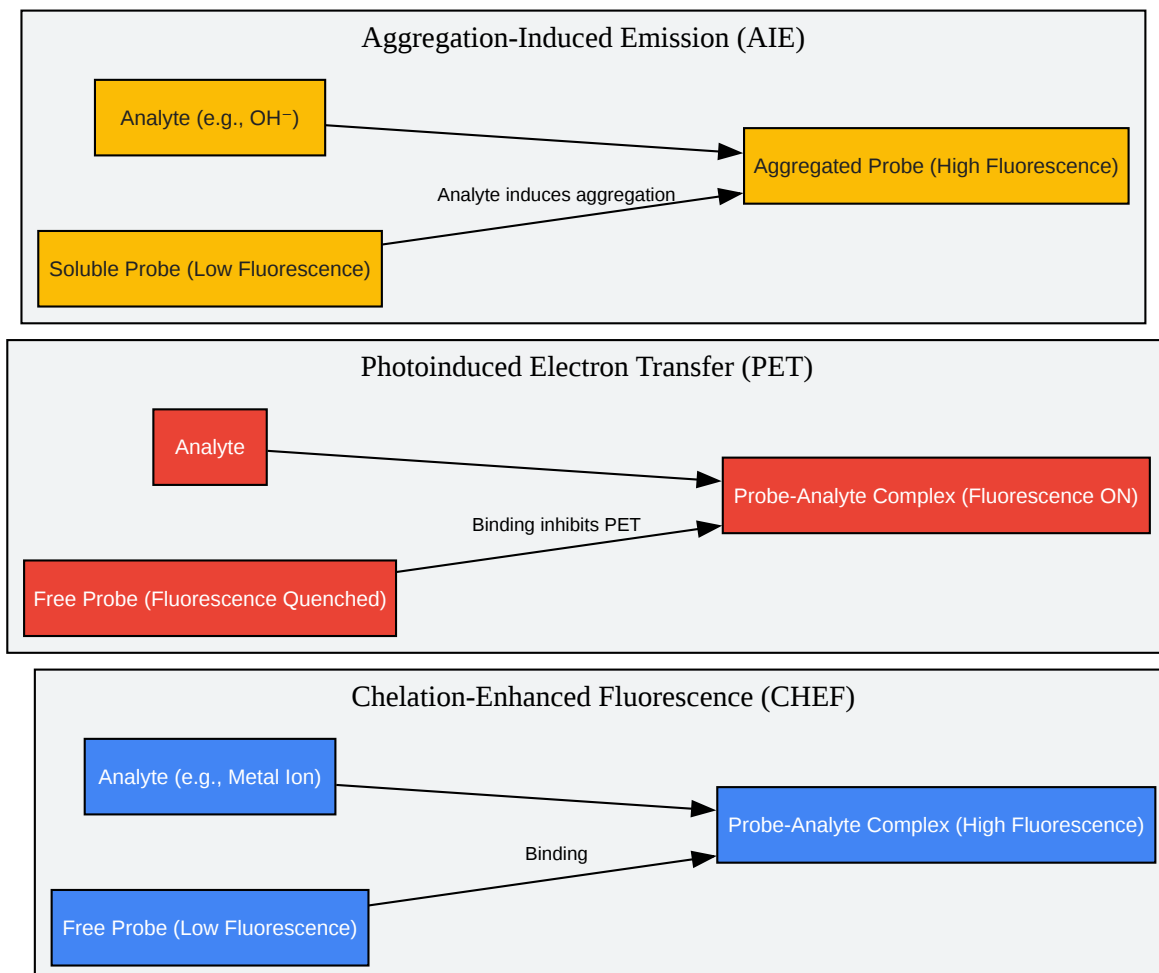 Aggregation-Induced Emission (AIE)
Analyte (e.g., OH⁻)
Aggregated Probe (High Fluorescence)
Analyte induces aggregation
Soluble Probe (Low Fluorescence)
Photoinduced Electron Transfer (PET)
Analyte
Probe-Analyte Complex (Fluorescence ON)
Binding inhibits PET
Free Probe (Fluorescence Quenched)
Chelation-Enhanced Fluorescence (CHEF)
Analyte (e.g., Metal Ion)
Probe-Analyte Complex (High Fluorescence)
Binding
Free Probe (Low Fluorescence)